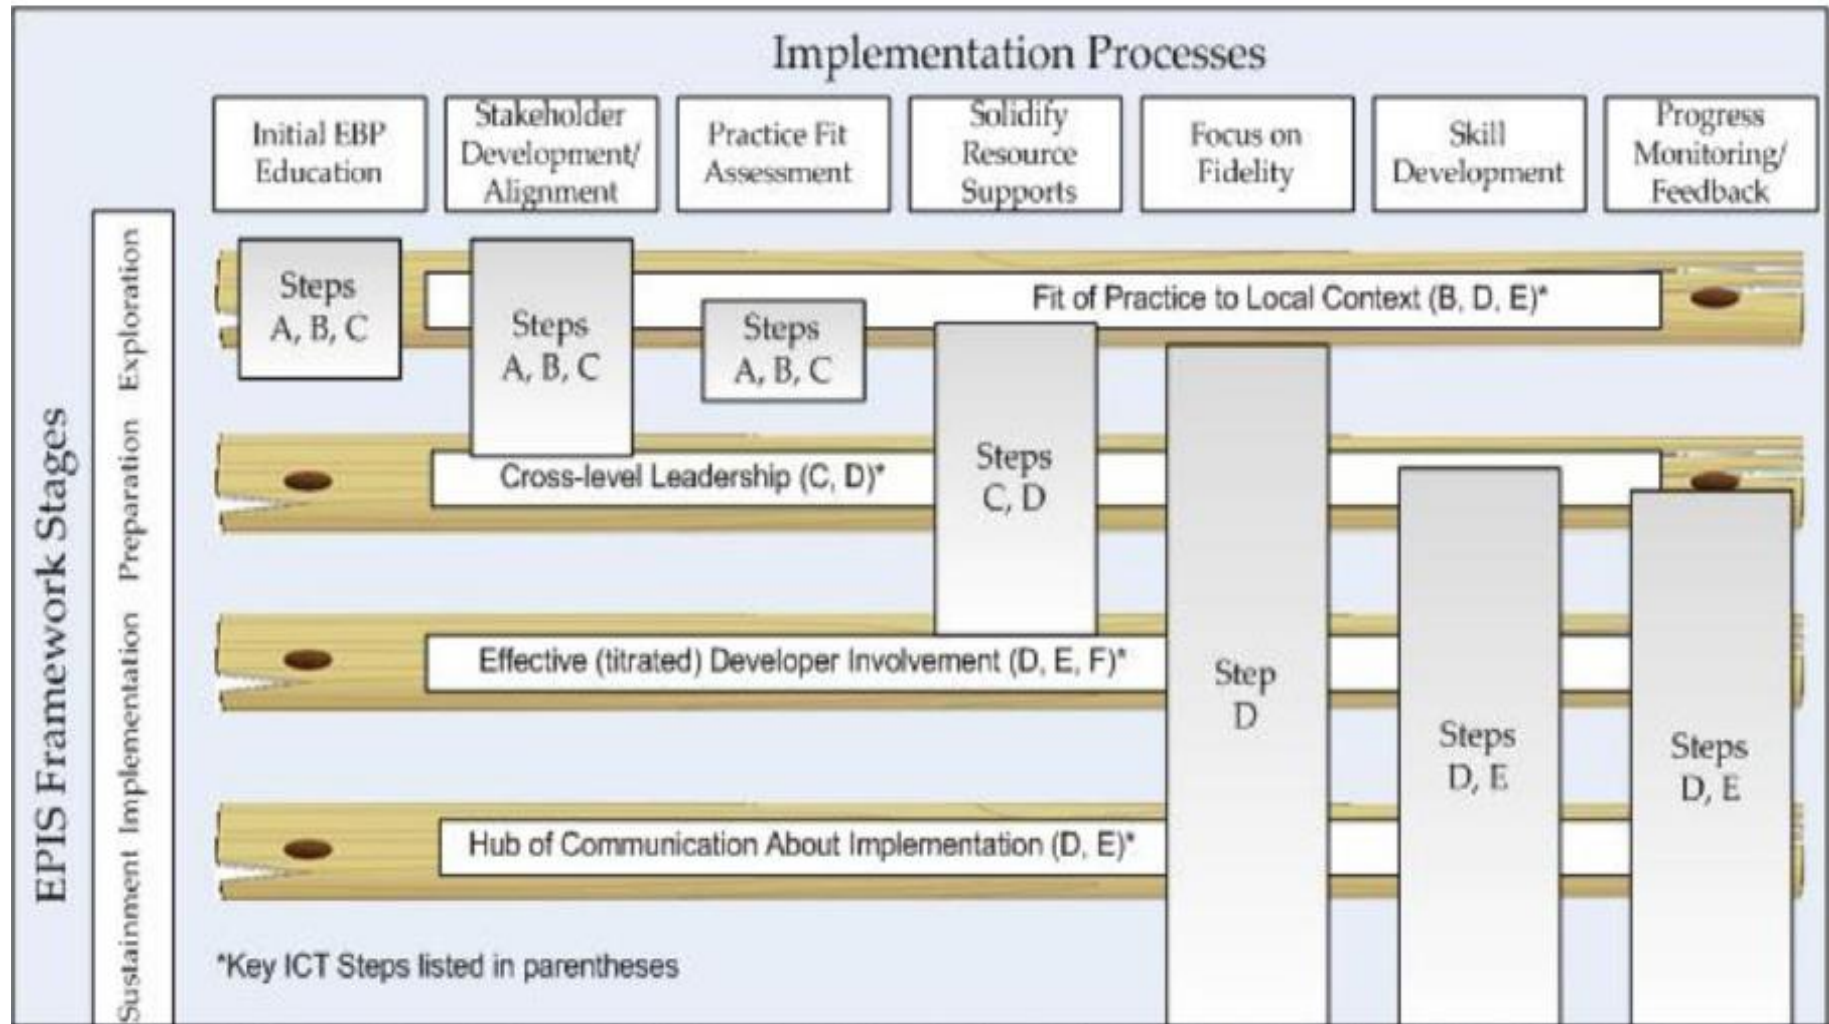 Implementation Processes
Initial EBP
Education
Stakeholder
Development/
Alignment
Practice Fit
Assessment
Solidify
Resource
Supports
Focus on
Fidelity
Skill
Development
Progress
Monitoring/
Feedback
EPIS Framework Stages
Exploration
Preparation
Implementation
Sustainment
Steps
A, B, C
Steps
A, B, C
Steps
A, B, C
Fit of Practice to Local Context (B, D, E)*
Cross-level Leadership (C, D)*
Steps
C, D
Effective (titrated) Developer Involvement (D, E, F)*
Step
D
Steps
D, E
Steps
D, E
Hub of Communication About Implementation (D, E)*
*Key ICT Steps listed in parentheses